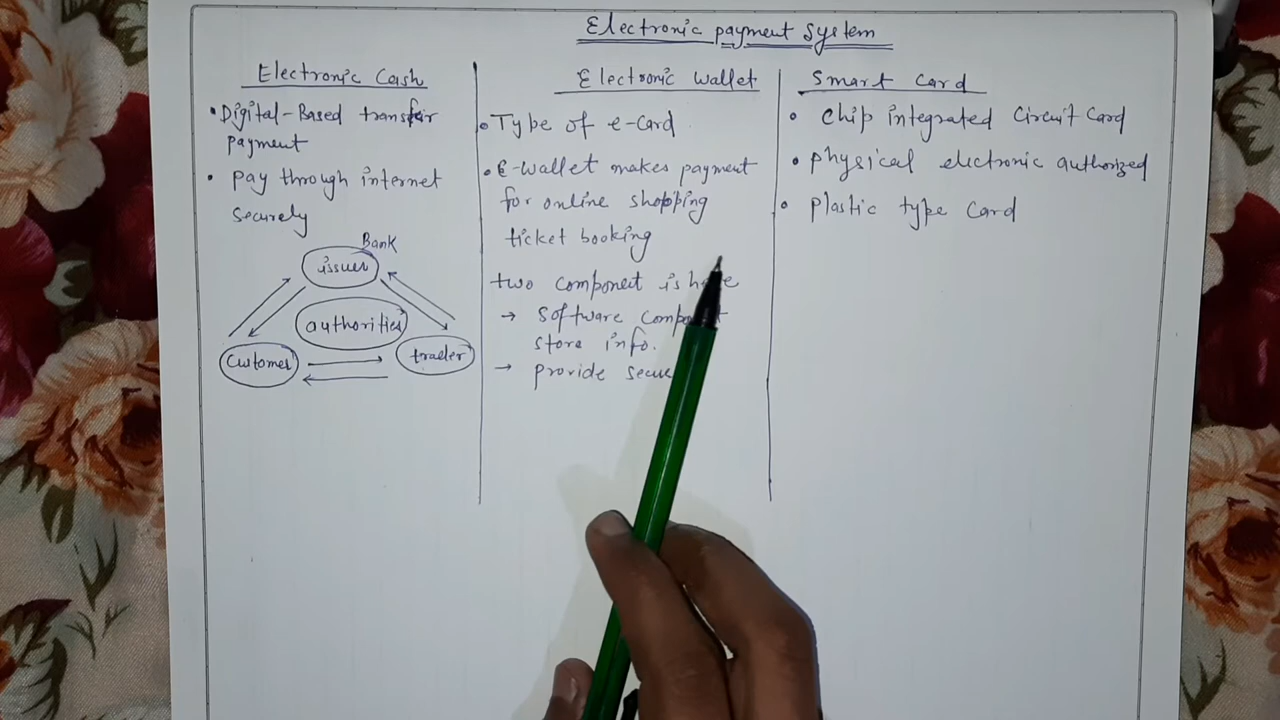 Electronic payment System
Electronic Cash
• Digital-Based transfer
payment
• pay through internet
securely
Bank
issuer
authorities
Customer
trader
Electronic Wallet
• Type of e-Card
• E-wallet makes payment
for online shopping
ticket booking
two component is
→ Software
store info.
→ provide
Smart Card
• Chip integrated Circuit Card
• physical electronic authorized
• Plastic type Card